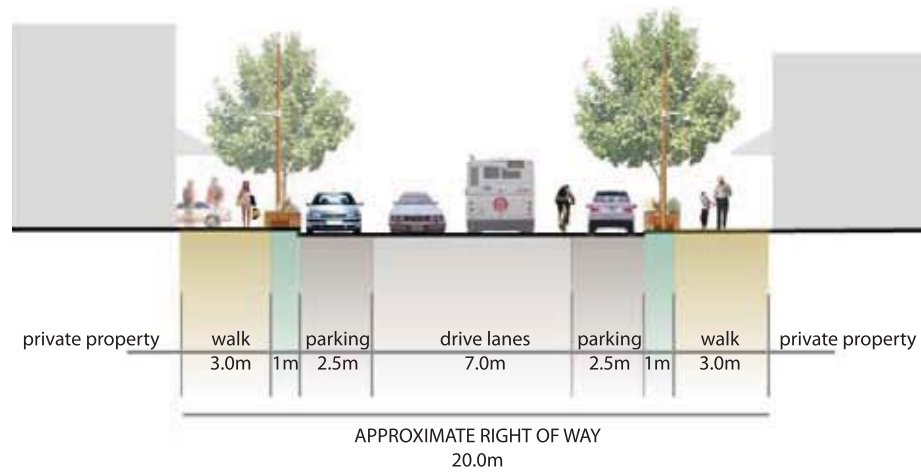 private property walk parking drive lanes parking walk private property
3.0m 1m 2.5m 7.0m 2.5m 1m 3.0m
APPROXIMATE RIGHT OF WAY
20.0m